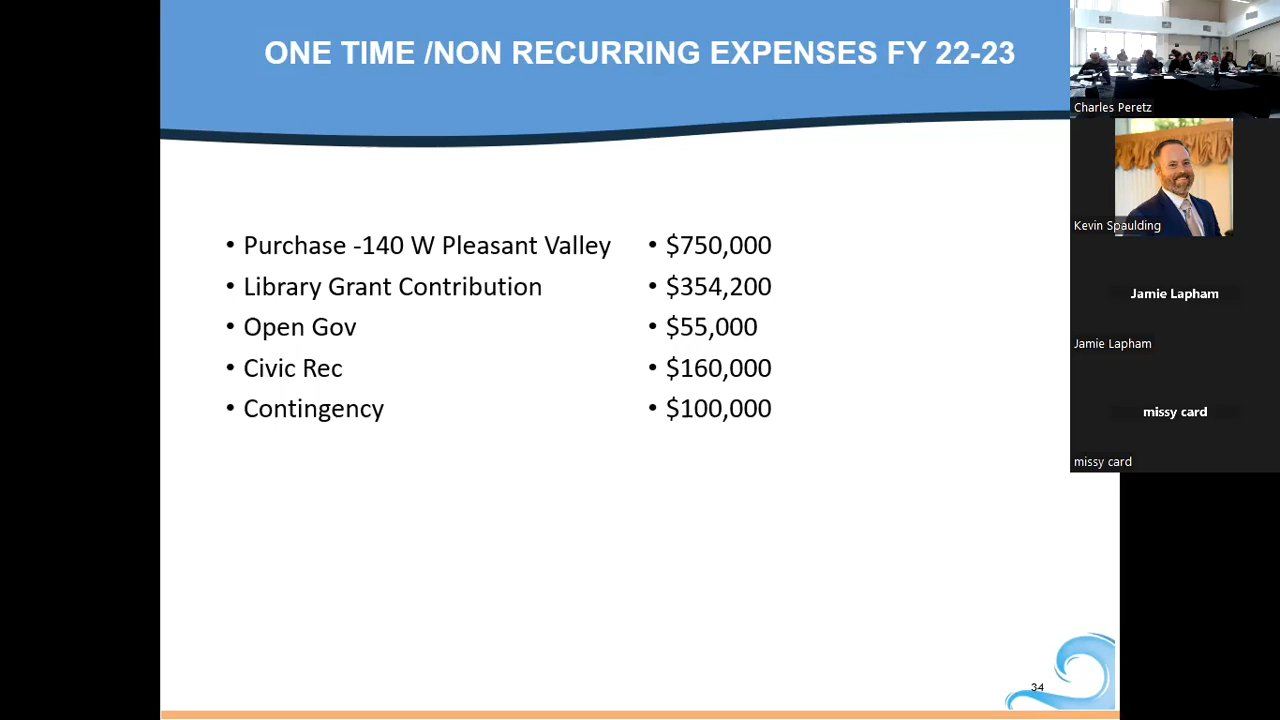 ONE TIME /NON RECURRING EXPENSES FY 22-23
• Purchase -140 W Pleasant Valley • $750,000
• Library Grant Contribution • $354,200
• Open Gov • $55,000
• Civic Rec • $160,000
• Contingency • $100,000
34
Charles Peretz
Kevin Spaulding
Jamie Lapham
Jamie Lapham
missy card
missy card